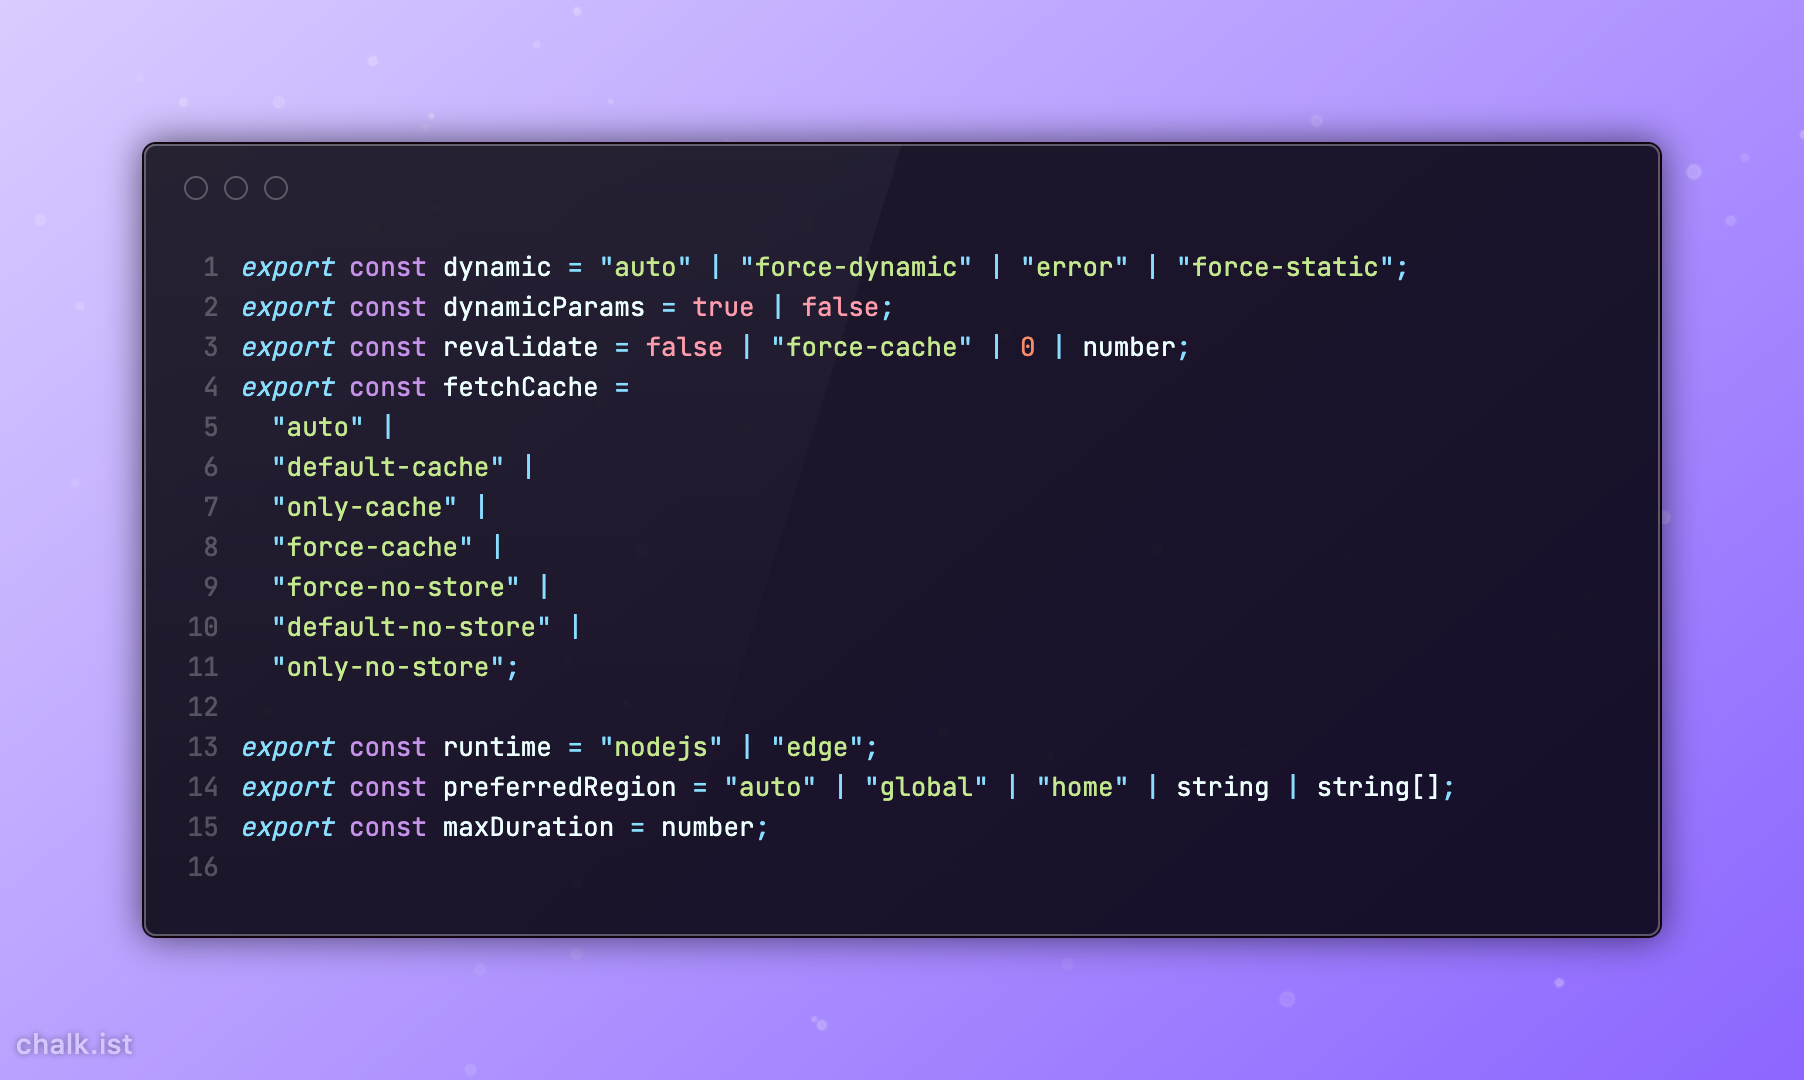 1 export const dynamic = "auto" | "force-dynamic" | "error" | "force-static";
2 export const dynamicParams = true | false;
3 export const revalidate = false | "force-cache" | 0 | number;
4 export const fetchCache =
5   "auto" |
6   "default-cache" |
7   "only-cache" |
8   "force-cache" |
9   "force-no-store" |
10   "default-no-store" |
11   "only-no-store";
12
13 export const runtime = "nodejs" | "edge";
14 export const preferredRegion = "auto" | "global" | "home" | string | string[];
15 export const maxDuration = number;
16
chalk.ist